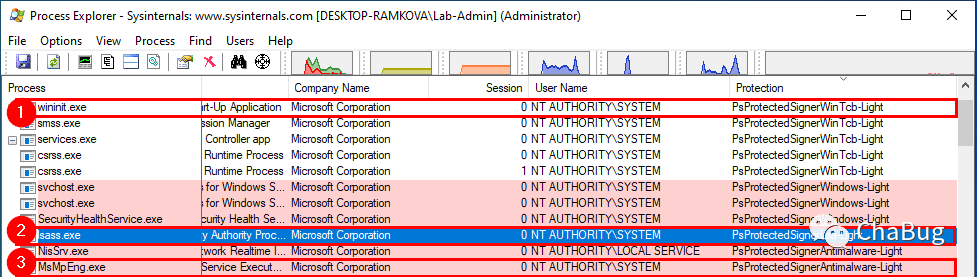 Process Explorer - Sysinternals: www.sysinternals.com [DESKTOP-RAMKOVA\Lab-Admin] (Administrator)
File Options View Process Find Users Help
Process Company Name Session User Name Protection
1 wininit.exe art-Up Application Microsoft Corporation 0 NT AUTHORITY\SYSTEM PsProtectedSignerWinTcb-Light
smss.exe ession Manager Microsoft Corporation 0 NT AUTHORITY\SYSTEM PsProtectedSignerWinTcb-Light
services.exe Controller app Microsoft Corporation 0 NT AUTHORITY\SYSTEM PsProtectedSignerWinTcb-Light
csrss.exe Runtime Process Microsoft Corporation 0 NT AUTHORITY\SYSTEM PsProtectedSignerWinTcb-Light
csrss.exe Runtime Process Microsoft Corporation 1 NT AUTHORITY\SYSTEM PsProtectedSignerWinTcb-Light
svchost.exe s for Windows S... Microsoft Corporation 0 NT AUTHORITY\SYSTEM PsProtectedSignerWindows-Light
svchost.exe s for Windows S... Microsoft Corporation 0 NT AUTHORITY\SYSTEM PsProtectedSignerWindows-Light
SecurityHealthService.exe curity Health Se... Microsoft Corporation 0 NT AUTHORITY\SYSTEM PsProtectedSignerWindows-Light
2 lsass.exe y Authority Proc... Microsoft Corporation 0 NT AUTHORITY\SYSTEM
NisSrv.exe work Realtime I... Microsoft Corporation 0 NT AUTHORITY\LOCAL SERVICE PsProtectedSignerAntimalware-Light
3 MsMpEng.exe Service Execut... Microsoft Corporation 0 NT AUTHORITY\SYSTEM PsProtectedSignerAntimalware-Light
ChaBug